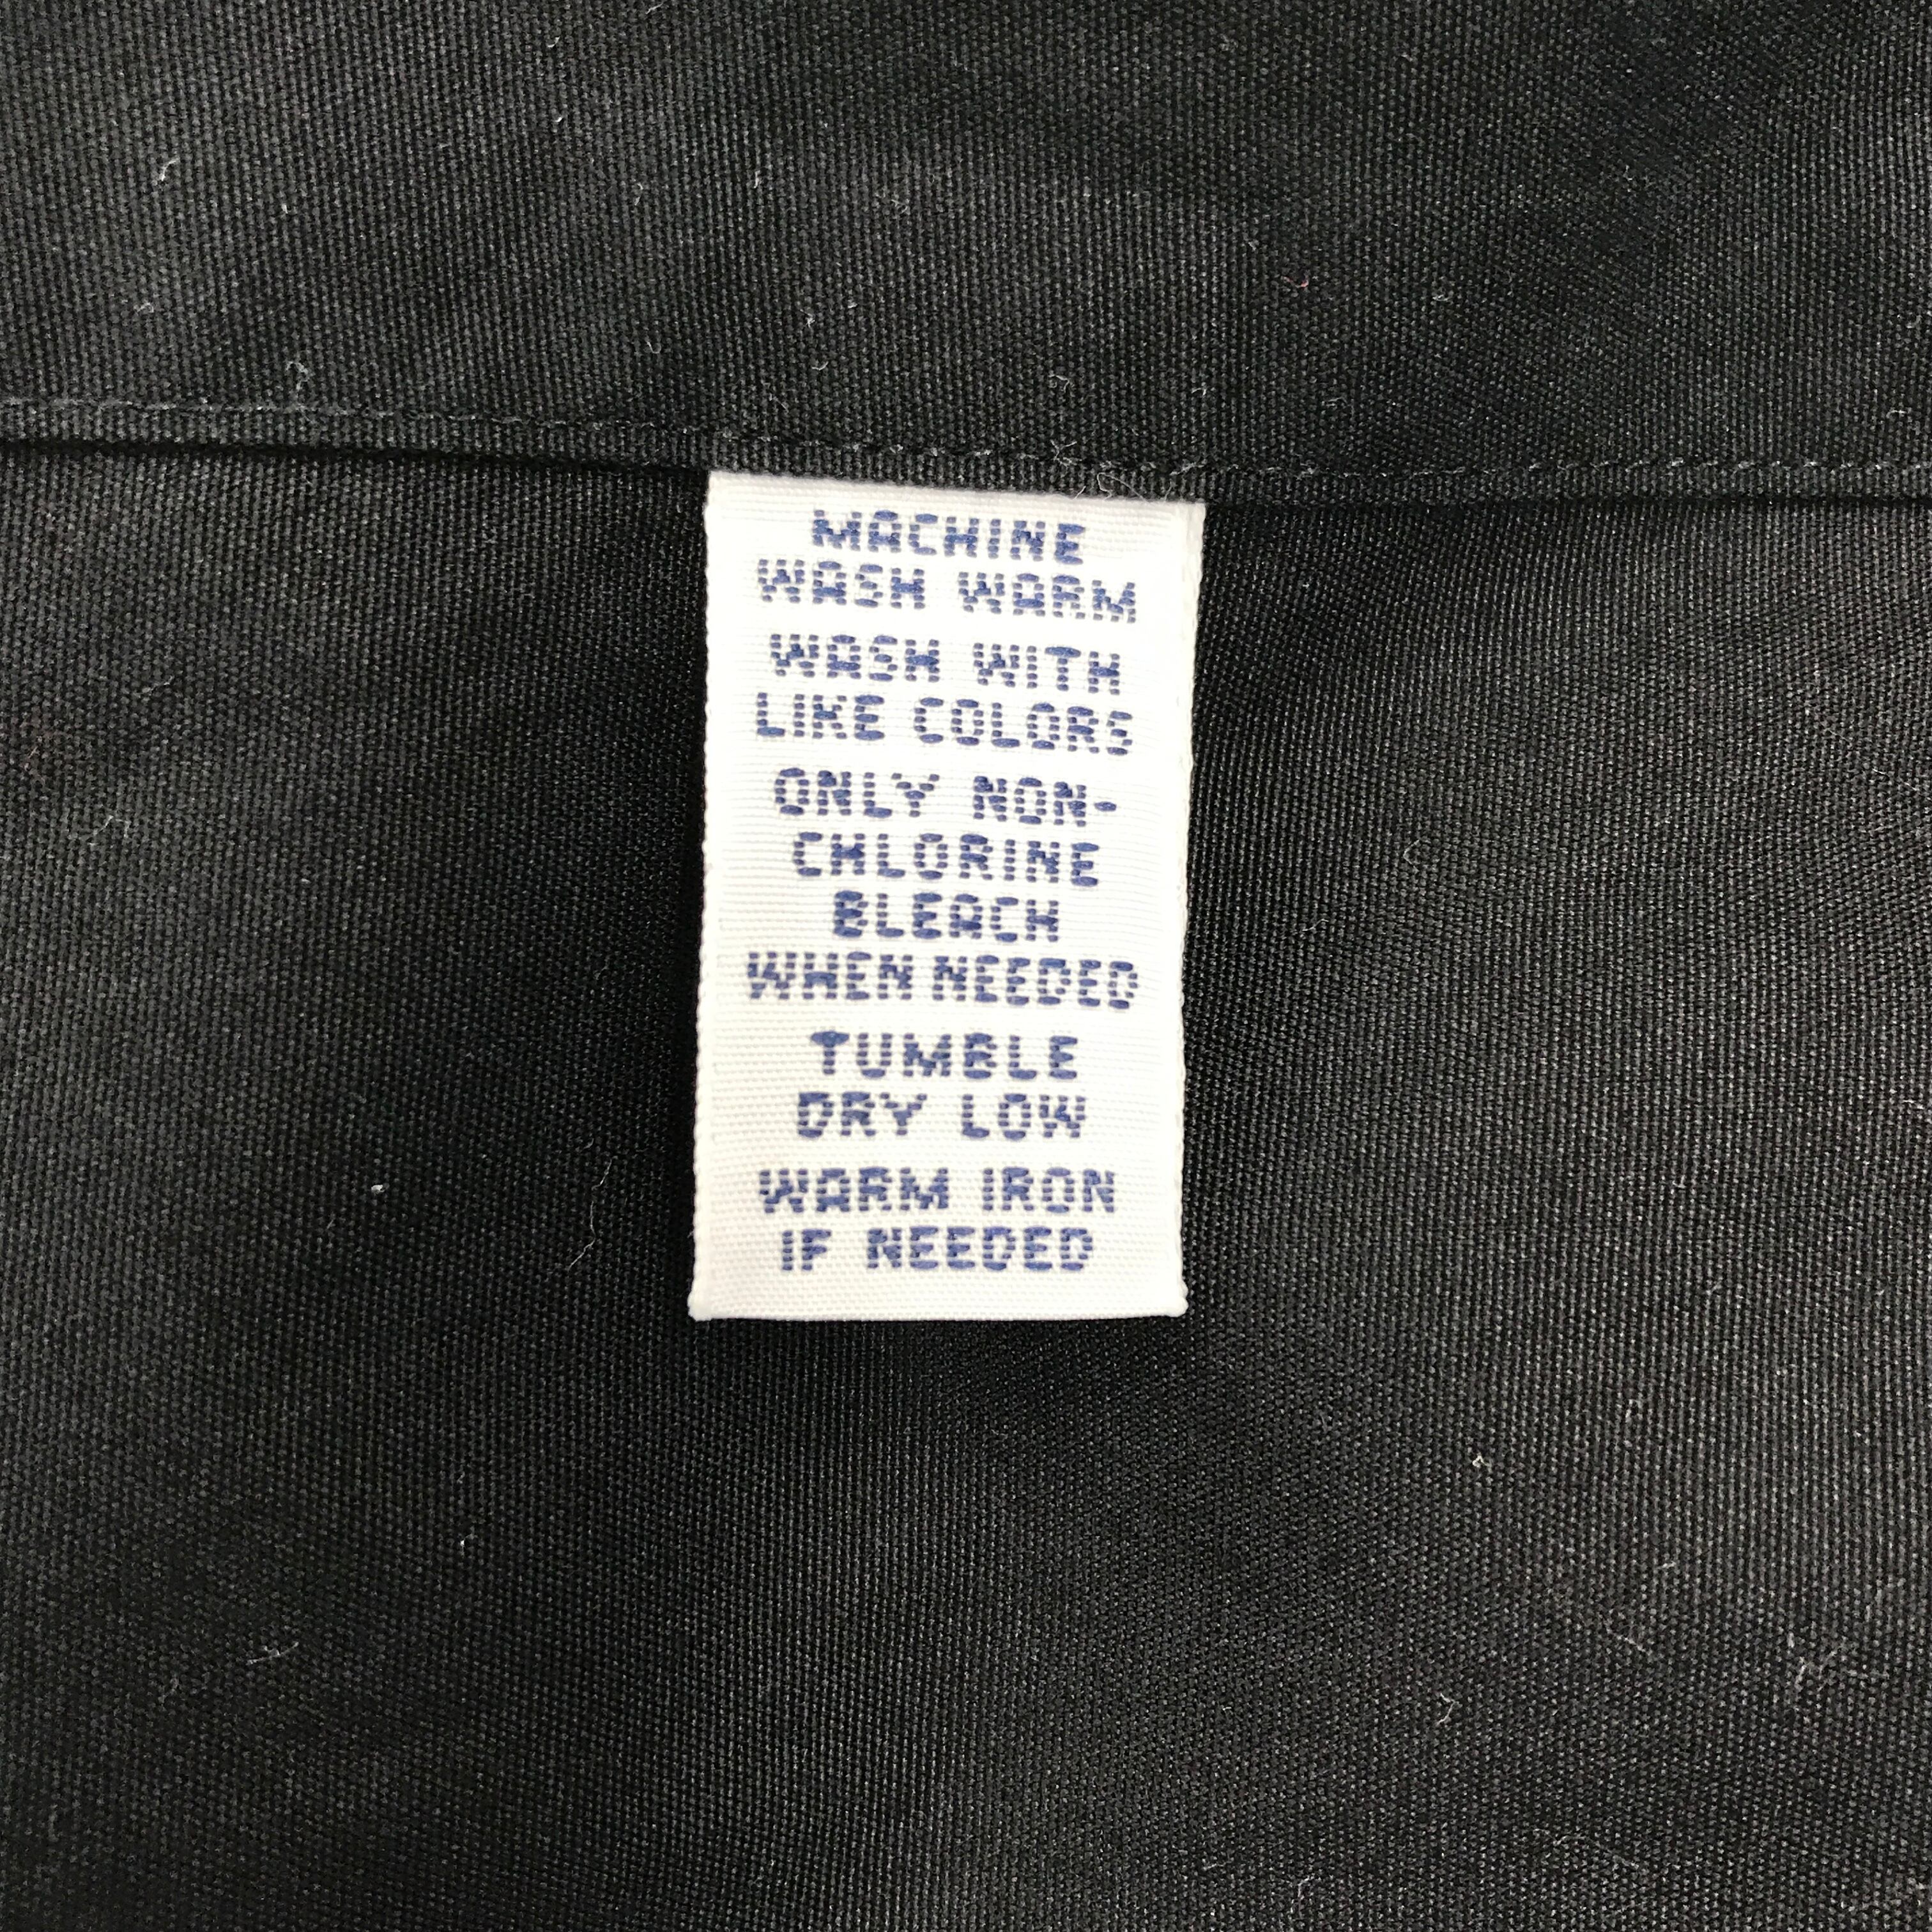 MACHINE
WASH WARM
WASH WITH
LIKE COLORS
ONLY NON-
CHLORINE
BLEACH
WHEN NEEDED
TUMBLE
DRY LOW
WARM IRON
IF NEEDED